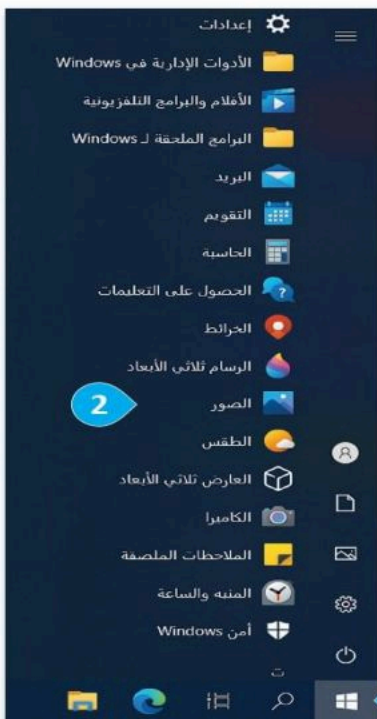 إعدادات
الأدوات الإدارية في Windows
الأفلام والبرامج التلفزيونية
البرامج الملحقة لـ Windows
البريد
التقويم
الحاسبة
الحصول على التعليمات
الخرائط
الرسام ثلاثي الأبعاد
الصور
2
الطقس
العارض ثلاثي الأبعاد
الكاميرا
الملاحظات الملصقة
المنبه والساعة
أمن Windows
ت